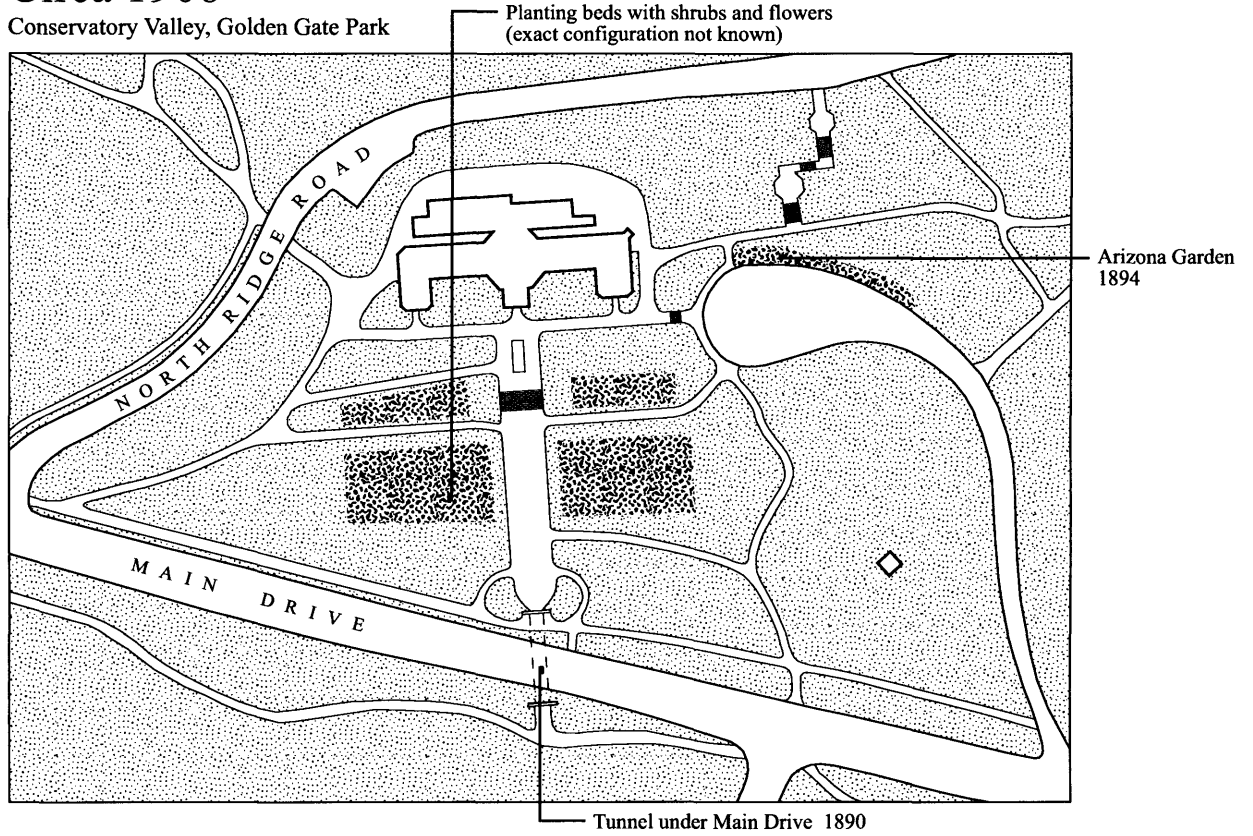 Conservatory Valley, Golden Gate Park
Planting beds with shrubs and flowers
(exact configuration not known)
NORTH RIDGE ROAD
Arizona Garden
1894
MAIN DRIVE
Tunnel under Main Drive 1890